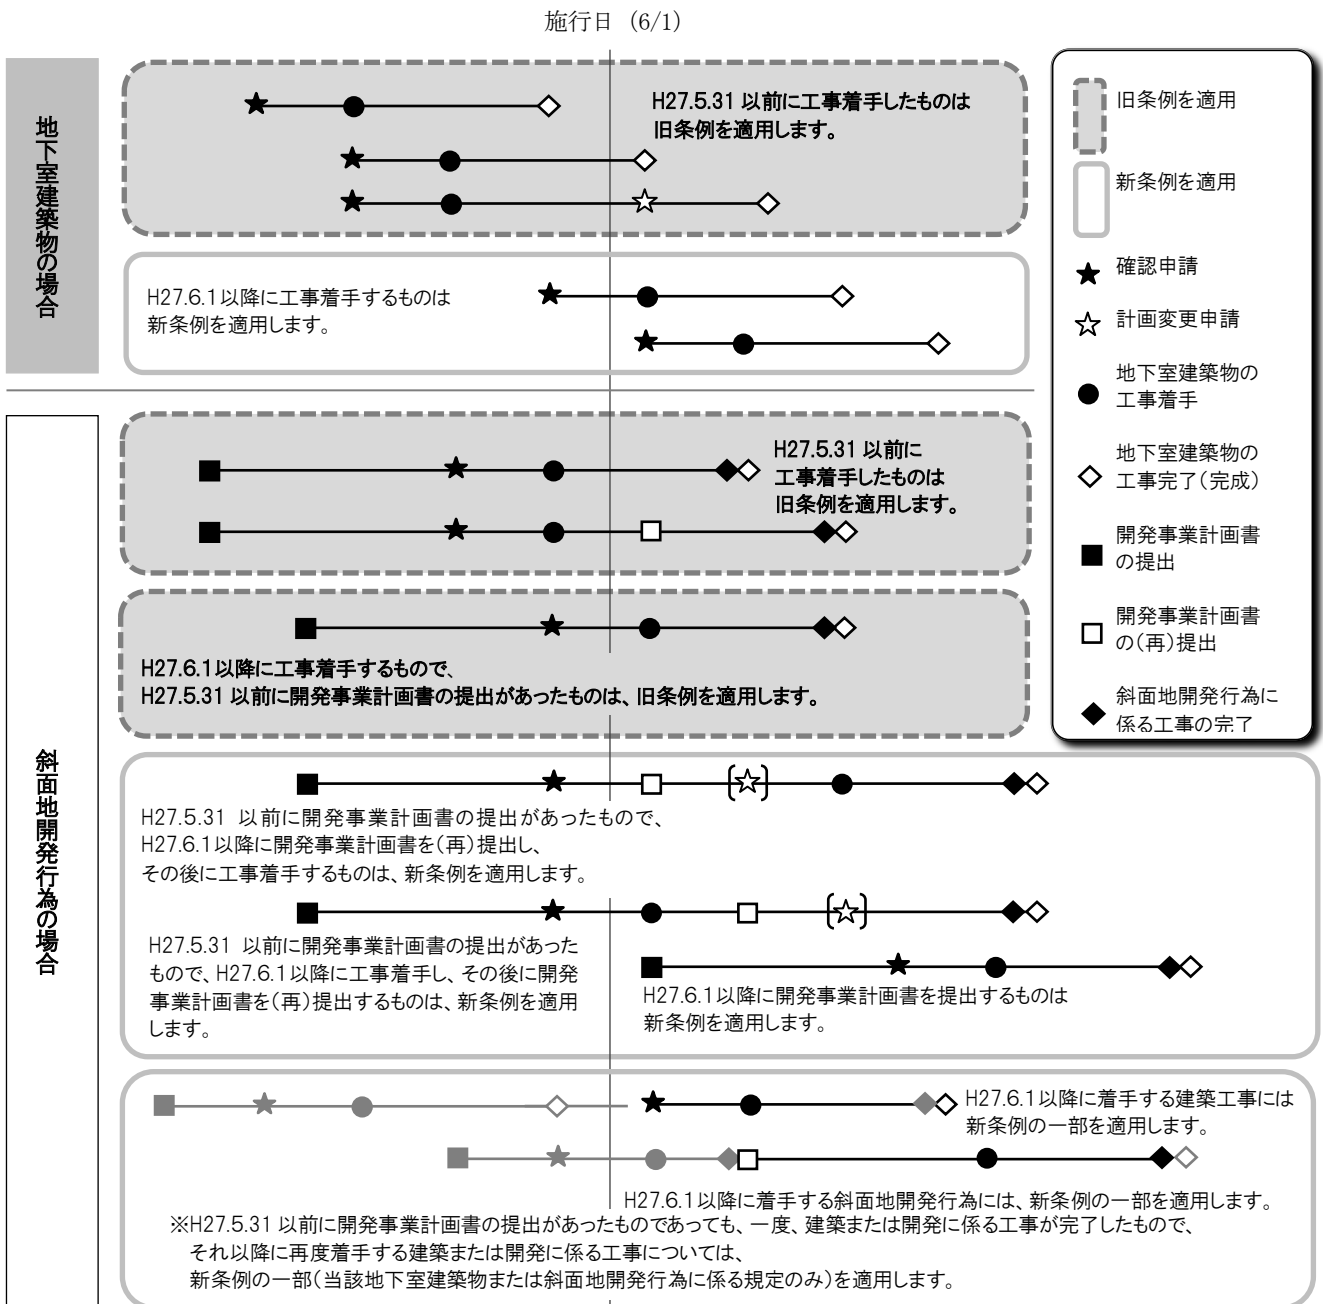 施行日（6/1）
地下室建築物の場合
H27.5.31 以前に工事着手したものは
旧条例を適用します。
H27.6.1以降に工事着手するものは
新条例を適用します。
斜面地開発行為の場合
H27.5.31 以前に
工事着手したものは
旧条例を適用します。
H27.6.1以降に工事着手するもので、
H27.5.31 以前に開発事業計画書の提出があったものは、旧条例を適用します。
H27.5.31 以前に開発事業計画書の提出があったもので、
H27.6.1以降に開発事業計画書を（再）提出し、
その後に工事着手するものは、新条例を適用します。
H27.5.31 以前に開発事業計画書の提出があった
もので、H27.6.1以降に工事着手し、その後に開発
事業計画書を（再）提出するものは、新条例を適用
します。
H27.6.1以降に開発事業計画書を提出するものは
新条例を適用します。
H27.6.1以降に着手する建築工事には
新条例の一部を適用します。
H27.6.1以降に着手する斜面地開発行為には、新条例の一部を適用します。
※H27.5.31 以前に開発事業計画書の提出があったものであっても、一度、建築または開発に係る工事が完了したもので、
それ以降に再度着手する建築または開発に係る工事については、
新条例の一部（当該地下室建築物または斜面地開発行為に係る規定のみ）を適用します。
旧条例を適用
新条例を適用
確認申請
計画変更申請
地下室建築物の
工事着手
地下室建築物の
工事完了（完成）
開発事業計画書
の提出
開発事業計画書
の（再）提出
斜面地開発行為に
係る工事の完了